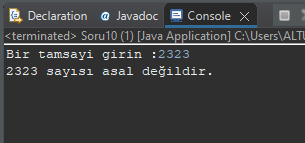 Declaration Javadoc Console
<terminated> Soru10 (1) [Java Application] C:\Users\ALTU
Bir tamsayi girin :2323
2323 sayısı asal değildir.